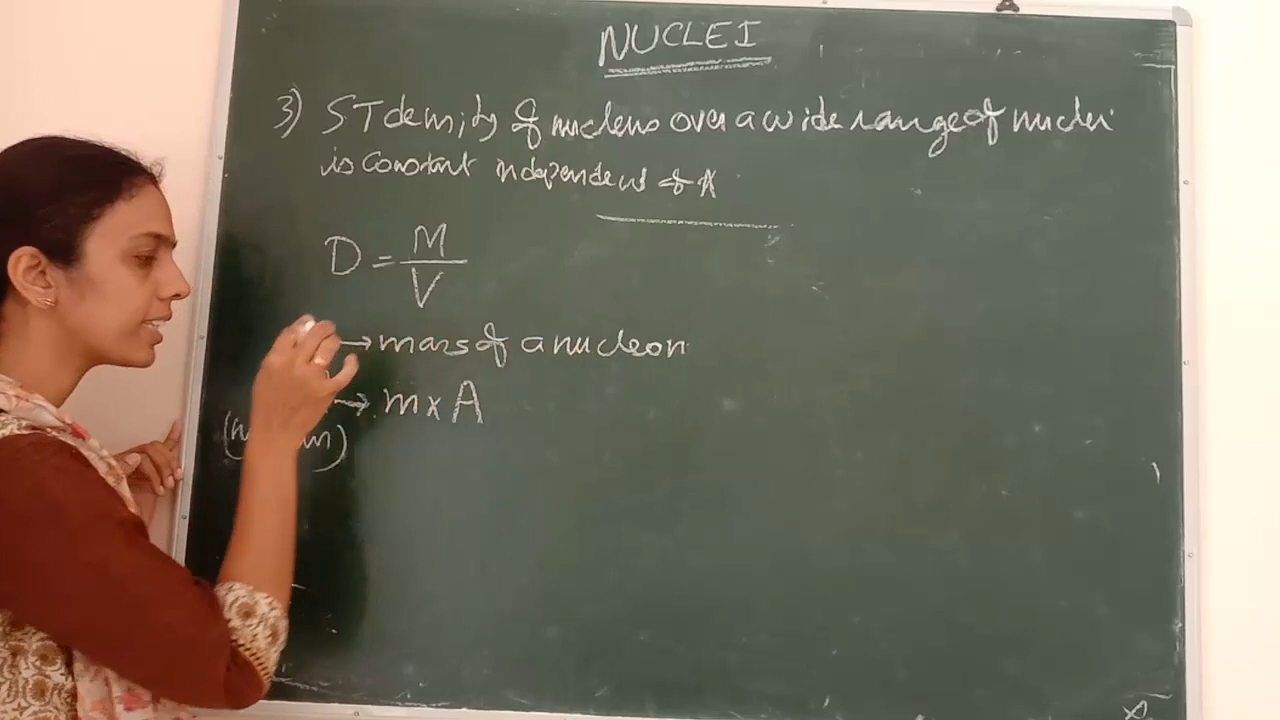 NUCLEI
3) ST density of nucleus over a wide range of nuclei
is constant independent of A
D = M
V
→ mass of a nucleon
→ m x A